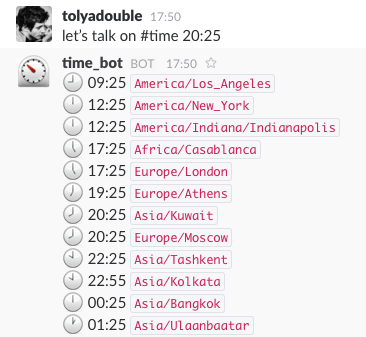 tolyadouble 17:50
let's talk on #time 20:25
time_bot BOT 17:50
09:25 America/Los_Angeles
12:25 America/New_York
12:25 America/Indiana/Indianapolis
17:25 Africa/Casablanca
17:25 Europe/London
19:25 Europe/Athens
20:25 Asia/Kuwait
20:25 Europe/Moscow
22:25 Asia/Tashkent
22:55 Asia/Kolkata
00:25 Asia/Bangkok
01:25 Asia/Ulaanbaatar